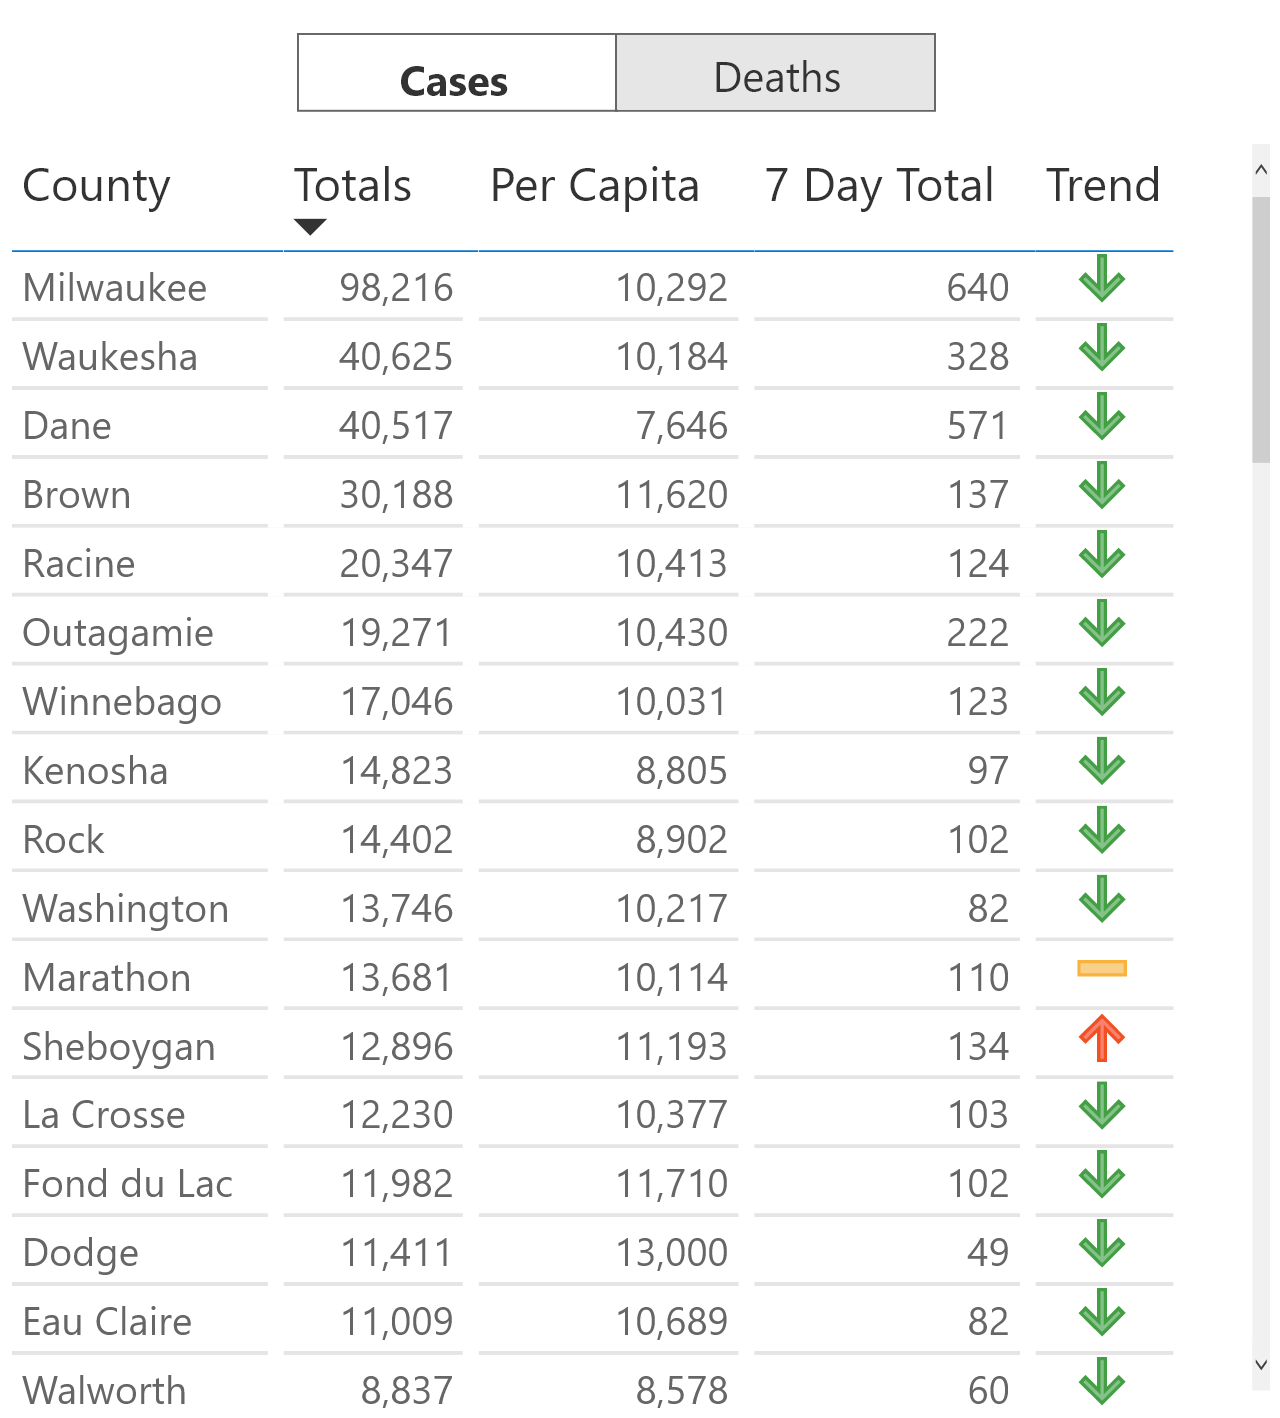 Cases Deaths
County Totals Per Capita 7 Day Total Trend
Milwaukee 98,216 10,292 640
Waukesha 40,625 10,184 328
Dane 40,517 7,646 571
Brown 30,188 11,620 137
Racine 20,347 10,413 124
Outagamie 19,271 10,430 222
Winnebago 17,046 10,031 123
Kenosha 14,823 8,805 97
Rock 14,402 8,902 102
Washington 13,746 10,217 82
Marathon 13,681 10,114 110
Sheboygan 12,896 11,193 134
La Crosse 12,230 10,377 103
Fond du Lac 11,982 11,710 102
Dodge 11,411 13,000 49
Eau Claire 11,009 10,689 82
Walworth 8,837 8,578 60